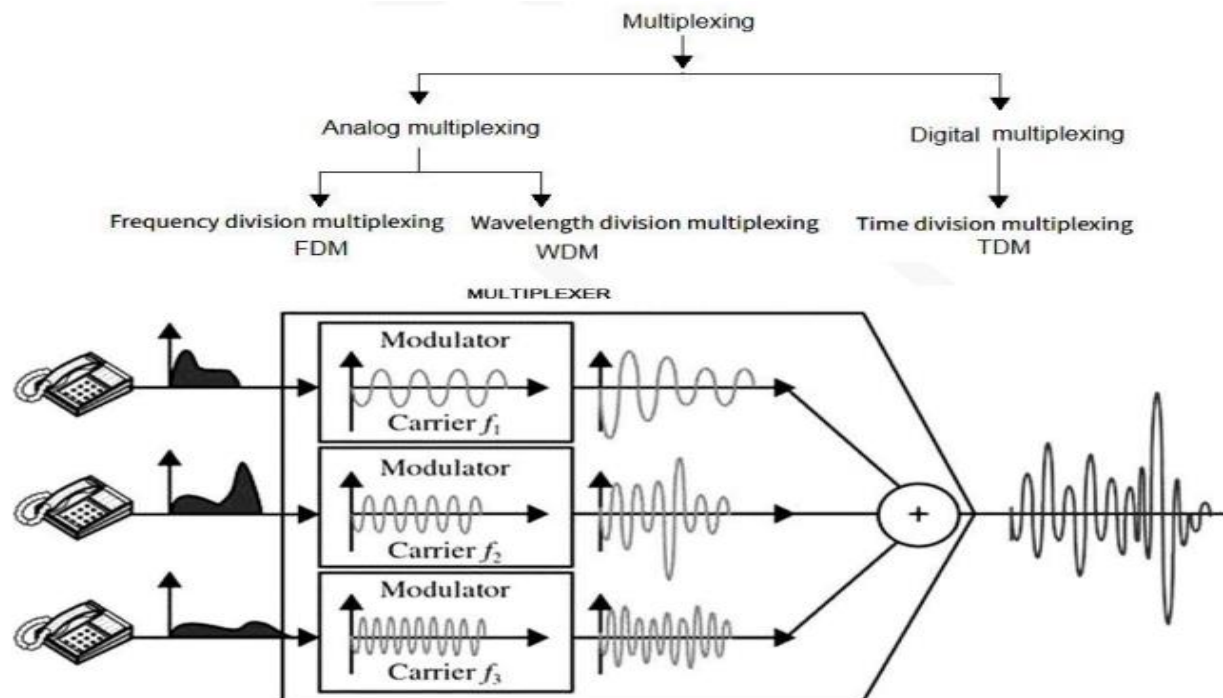 Multiplexing
Analog multiplexing
Digital multiplexing
Frequency division multiplexing
FDM
Wavelength division multiplexing
WDM
Time division multiplexing
TDM
MULTIPLEXER
Modulator
Carrier f1
Modulator
Carrier f2
Modulator
Carrier f3
+